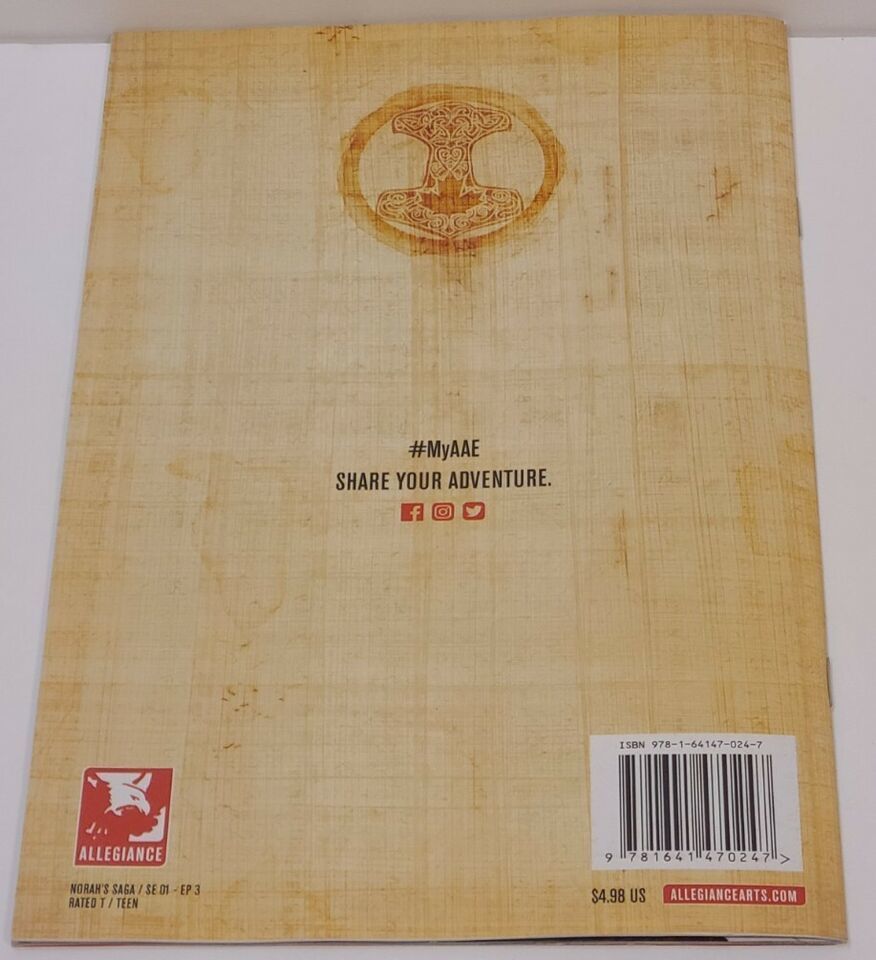 #MyAAE
SHARE YOUR ADVENTURE.
ISBN 978-1-64147-024-7
9 781641 470247 >
ALLEGIANCE
NORAH'S SAGA / SE 01 - EP 3
RATED T / TEEN
$4.98 US
ALLEGIANCEARTS.COM